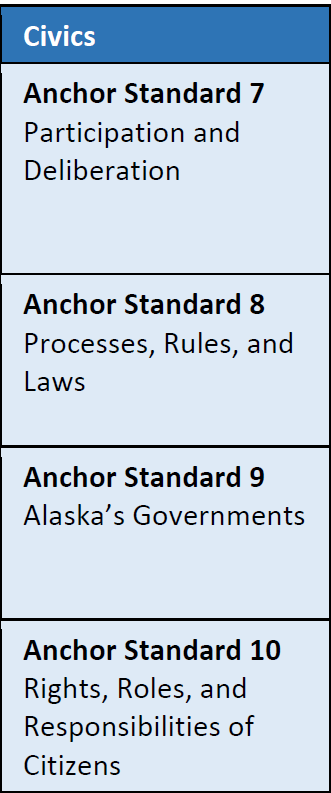 Civics
Anchor Standard 7
Participation and
Deliberation
Anchor Standard 8
Processes, Rules, and
Laws
Anchor Standard 9
Alaska’s Governments
Anchor Standard 10
Rights, Roles, and
Responsibilities of
Citizens